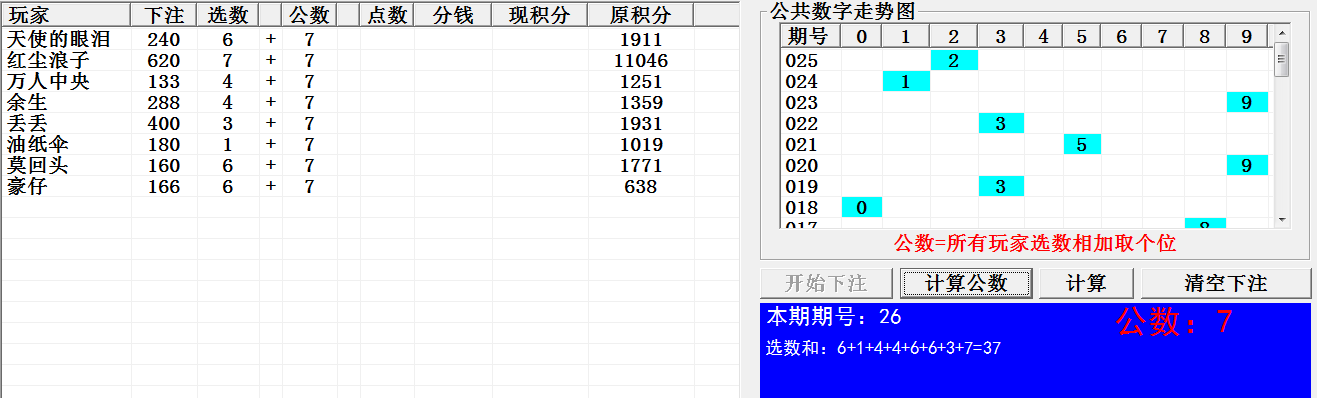 玩家 下注 选数 公数 点数 分钱 现积分 原积分
天使的眼泪 240 6 + 7 1911
红尘浪子 620 7 + 7 11046
万人中央 133 4 + 7 1251
余生 288 4 + 7 1359
丢丢 400 3 + 7 1931
油纸伞 180 1 + 7 1019
莫回头 160 6 + 7 1771
豪仔 166 6 + 7 638
公共数字走势图
期号 0 1 2 3 4 5 6 7 8 9
025 2
024 1
023 9
022 3
021 5
020 9
019 3
018 0
017 8
公数=所有玩家选数相加取个位
开始下注 计算公数 计算 清空下注
本期期号：26 公数：7
选数和：6+1+4+4+6+6+3+7=37